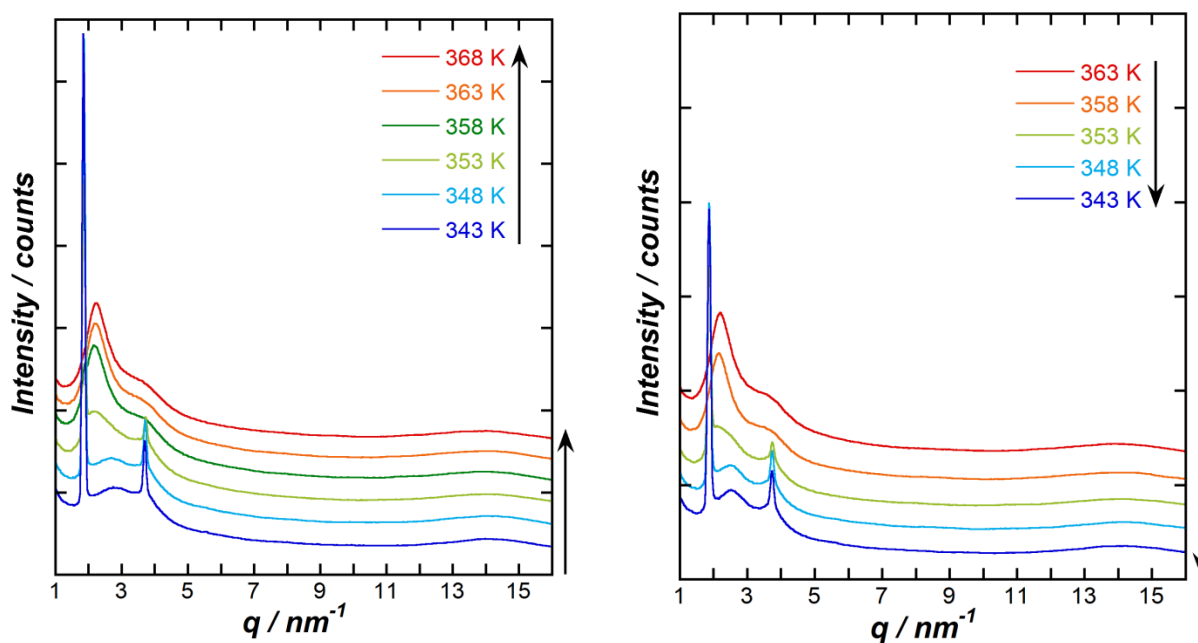 368 K
363 K
358 K
353 K
348 K
343 K
Intensity / counts
1 3 5 7 9 11 13 15
q / nm⁻¹
363 K
358 K
353 K
348 K
343 K
Intensity / counts
1 3 5 7 9 11 13 15
q / nm⁻¹